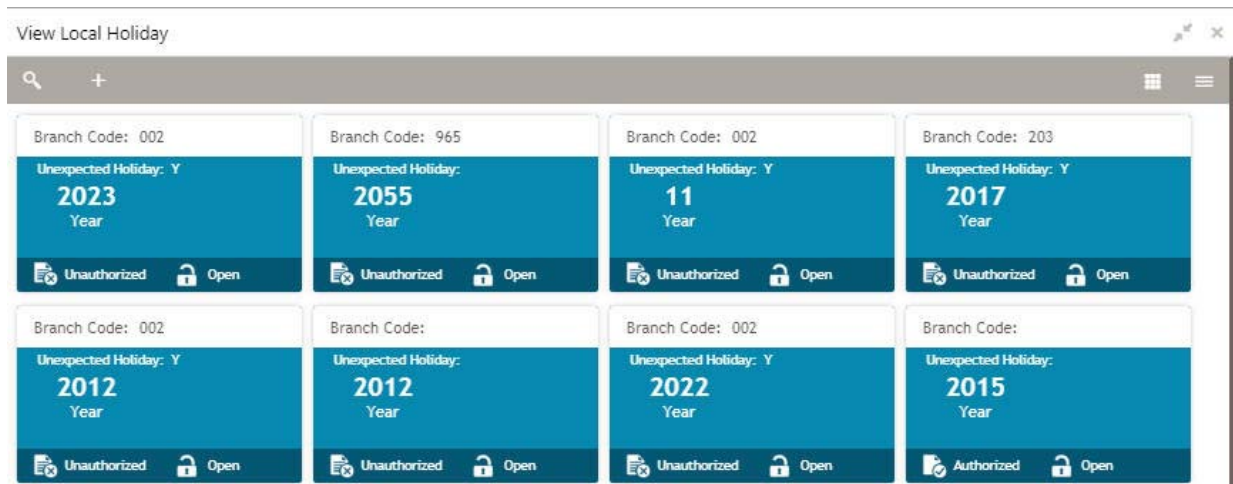 View Local Holiday
Branch Code: 002
Unexpected Holiday: Y
2023
Year
Unauthorized Open
Branch Code: 965
Unexpected Holiday:
2055
Year
Unauthorized Open
Branch Code: 002
Unexpected Holiday: Y
11
Year
Unauthorized Open
Branch Code: 203
Unexpected Holiday: Y
2017
Year
Unauthorized Open
Branch Code: 002
Unexpected Holiday: Y
2012
Year
Unauthorized Open
Branch Code:
Unexpected Holiday:
2012
Year
Unauthorized Open
Branch Code: 002
Unexpected Holiday: Y
2022
Year
Unauthorized Open
Branch Code:
Unexpected Holiday:
2015
Year
Authorized Open